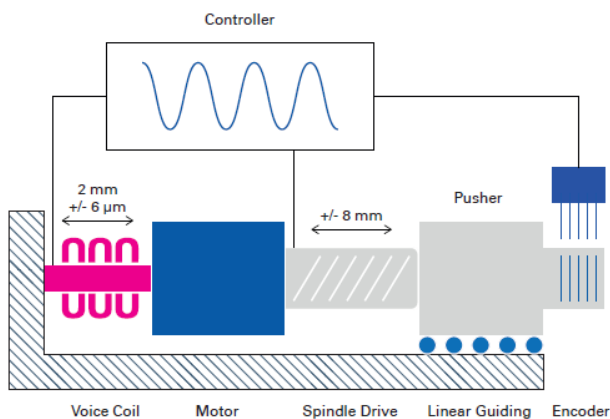 Controller
2 mm
+/- 6 µm
+/- 8 mm
Pusher
Voice Coil
Motor
Spindle Drive
Linear Guiding
Encoder